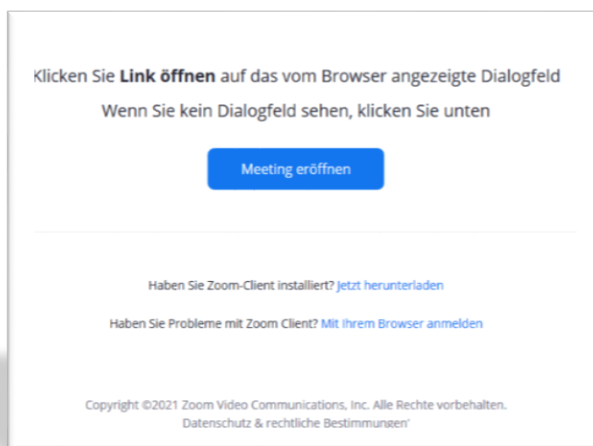 Klicken Sie Link öffnen auf das vom Browser angezeigte Dialogfeld
Wenn Sie kein Dialogfeld sehen, klicken Sie unten
Meeting eröffnen
Haben Sie Zoom-Client installiert? Jetzt herunterladen
Haben Sie Probleme mit Zoom Client? Mit Ihrem Browser anmelden
Copyright ©2021 Zoom Video Communications, Inc. Alle Rechte vorbehalten.
Datenschutz & rechtliche Bestimmungen